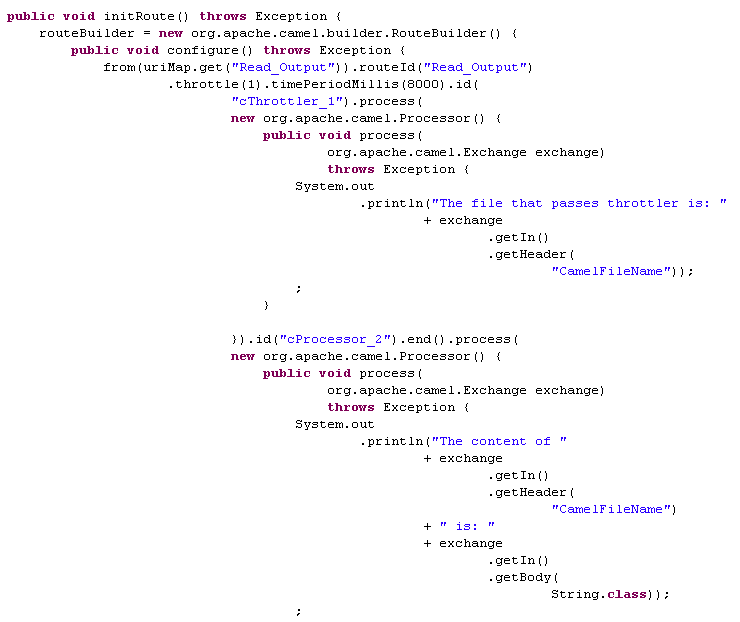 public void initRoute() throws Exception {
    routeBuilder = new org.apache.camel.builder.RouteBuilder() {
        public void configure() throws Exception {
            from(uriMap.get("Read_Output")).routeId("Read_Output")
                    .throttle(1).timePeriodMillis(8000).id(
                            "cThrottler_1").process(
                            new org.apache.camel.Processor() {
                                public void process(
                                        org.apache.camel.Exchange exchange)
                                        throws Exception {
                                    System.out
                                            .println("The file that passes throttler is: "
                                                    + exchange
                                                            .getIn()
                                                            .getHeader(
                                                                    "CamelFileName"));
                                    ;
                                }
                            }).id("cProcessor_2").end().process(
                            new org.apache.camel.Processor() {
                                public void process(
                                        org.apache.camel.Exchange exchange)
                                        throws Exception {
                                    System.out
                                            .println("The content of "
                                                    + exchange
                                                            .getIn()
                                                            .getHeader(
                                                                    "CamelFileName")
                                                    + " is: "
                                                    + exchange
                                                            .getIn()
                                                            .getBody(
                                                                    String.class));
                                    ;